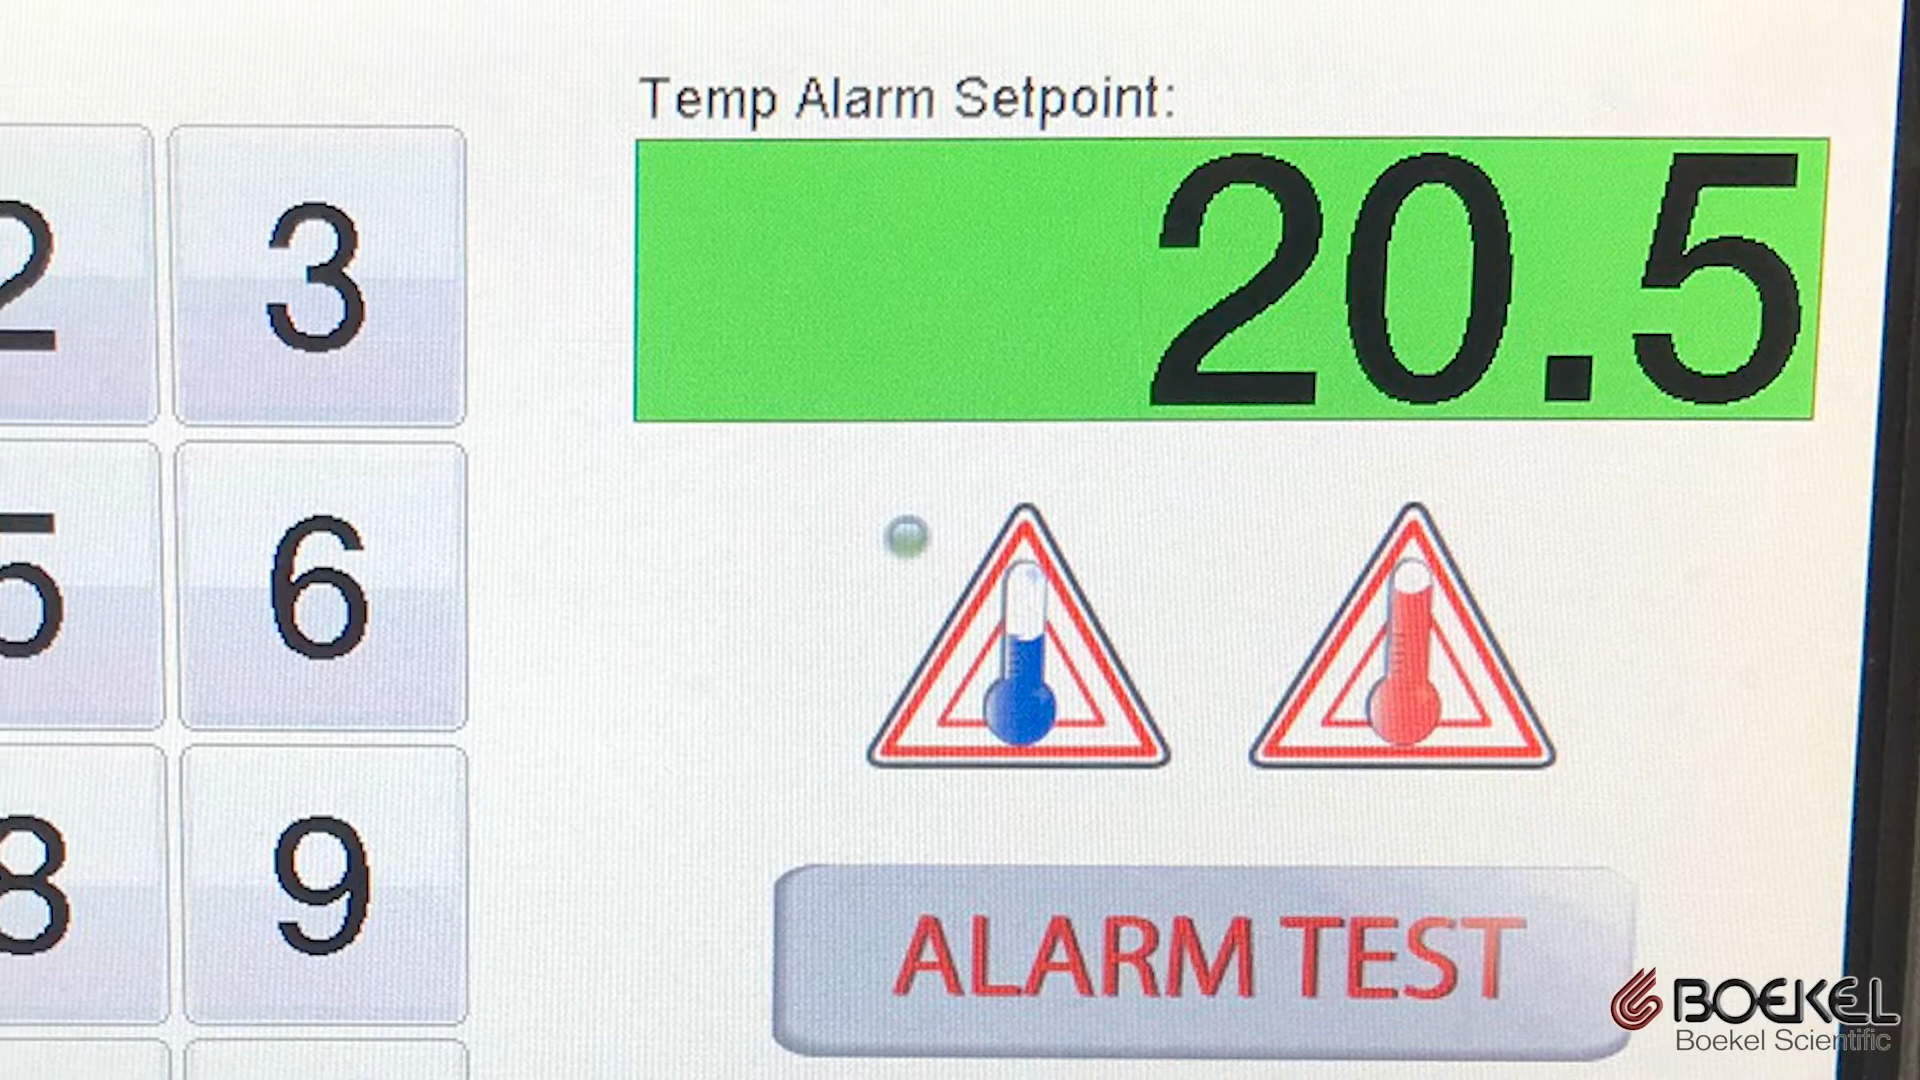 Temp Alarm Setpoint:
20.5
2 3
5 6
8 9
ALARM TEST
BOEKEL
Boekel Scientific